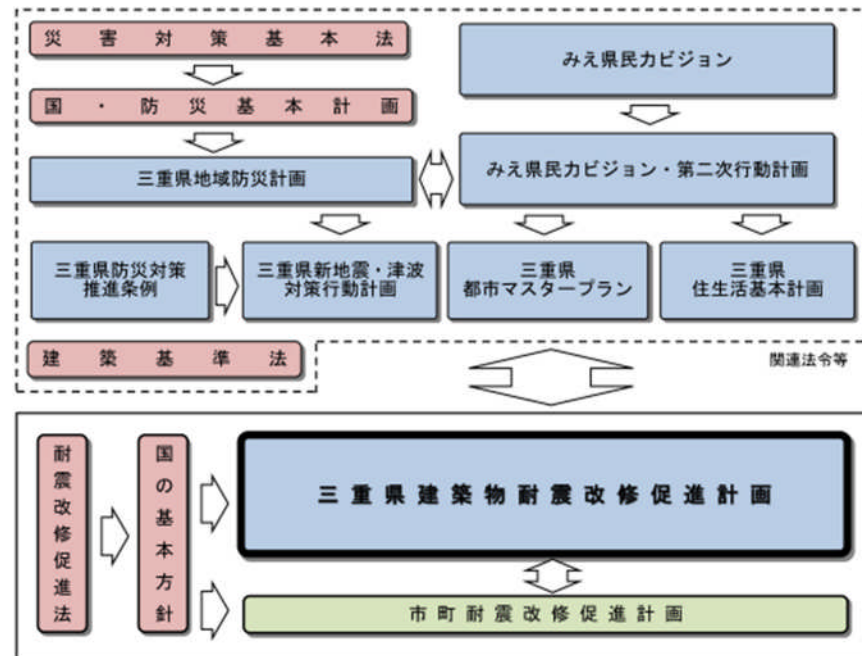 災害対策基本法
みえ県民力ビジョン
国・防災基本計画
三重県地域防災計画
みえ県民力ビジョン・第二次行動計画
三重県防災対策
推進条例
三重県新地震・津波
対策行動計画
三重県
都市マスタープラン
三重県
住生活基本計画
建築基準法
関連法令等
耐震改修促進法
国の基本方針
三重県建築物耐震改修促進計画
市町耐震改修促進計画